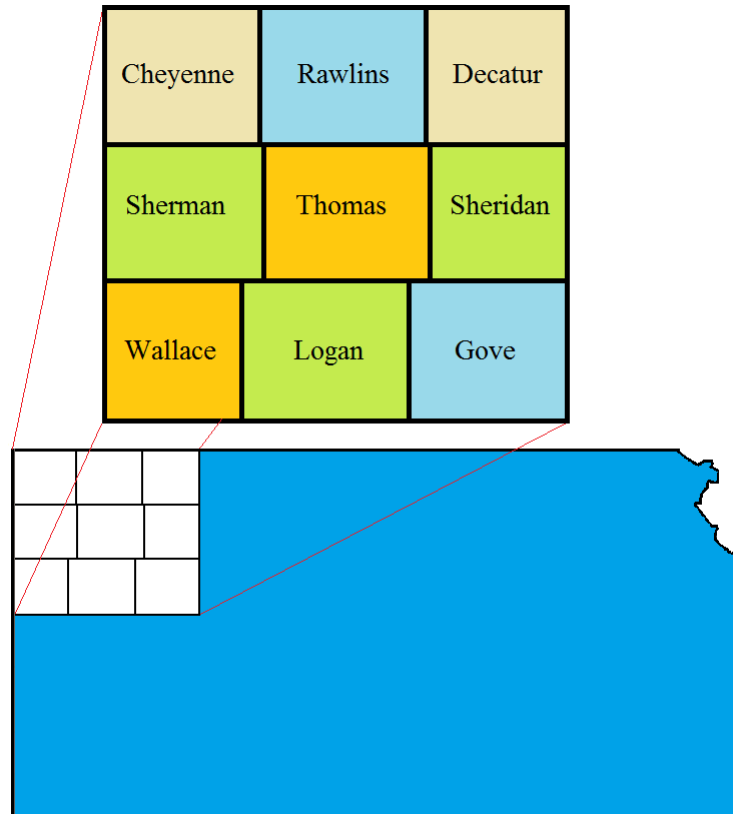 Cheyenne Rawlins Decatur
Sherman Thomas Sheridan
Wallace Logan Gove